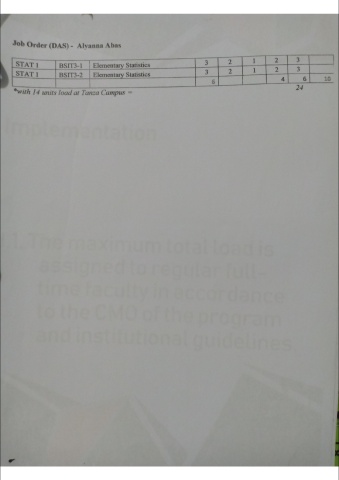 Job Order (DAS) - Alyanna Abas
STAT 1 BSIT3-1 Elementary Statistics 3 2 1 2 3
STAT 1 BSIT3-2 Elementary Statistics 3 2 1 2 3
6 4 6 10
*with 14 units load at Tanza Campus = 24
Implementation
1. The maximum total load is
assigned to regular full-
time faculty in accordance
to the CMO of the program
and institutional guidelines